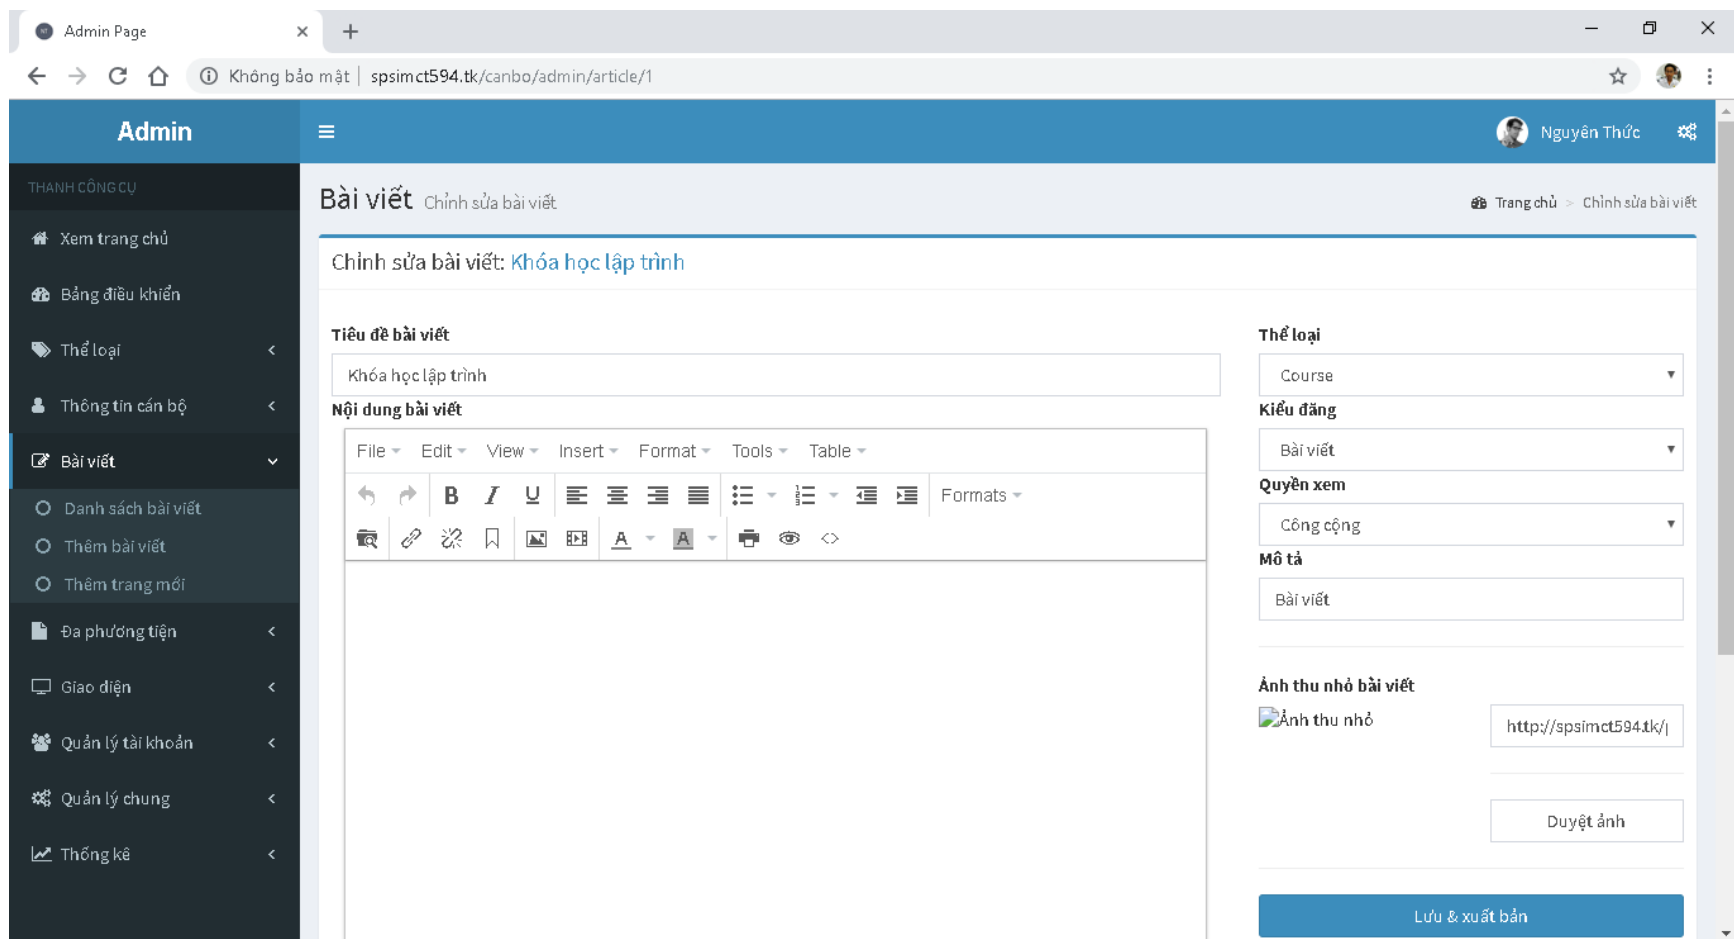 Admin Page
Không bảo mật | spsimct594.tk/canbo/admin/article/1
Admin
Nguyên Thức
THANH CÔNG CỤ
Bài viết Chỉnh sửa bài viết
Trang chủ > Chỉnh sửa bài viết
Xem trang chủ
Bảng điều khiển
Thể loại
Thông tin cán bộ
Bài viết
Danh sách bài viết
Thêm bài viết
Thêm trang mới
Đa phương tiện
Giao diện
Quản lý tài khoản
Quản lý chung
Thống kê
Chỉnh sửa bài viết: Khóa học lập trình
Tiêu đề bài viết
Khóa học lập trình
Nội dung bài viết
File Edit View Insert Format Tools Table
Formats
Thể loại
Course
Kiểu đăng
Bài viết
Quyền xem
Công cộng
Mô tả
Bài viết
Ảnh thu nhỏ bài viết
Ảnh thu nhỏ
http://spsimct594.tk/
Duyệt ảnh
Lưu & xuất bản